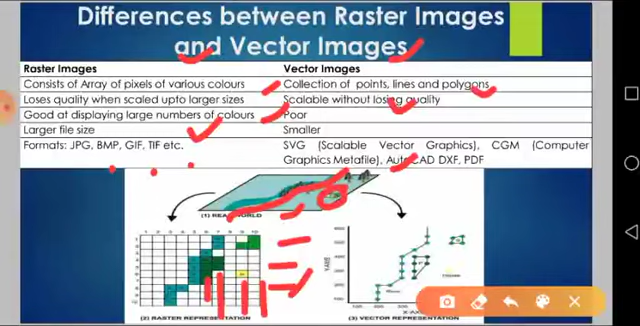 Differences between Raster Images
and Vector Images
Raster Images Vector Images
Consists of Array of pixels of various colours Collection of points, lines and polygons
Loses quality when scaled upto larger sizes Scalable without losing quality
Good at displaying large numbers of colours Poor
Larger file size Smaller
Formats: JPG, BMP, GIF, TIF etc. SVG (Scalable Vector Graphics), CGM (Computer
Graphics Metafile), AutoCAD DXF, PDF
(1) REAL WORLD
(2) RASTER REPRESENTATION
(3) VECTOR REPRESENTATION